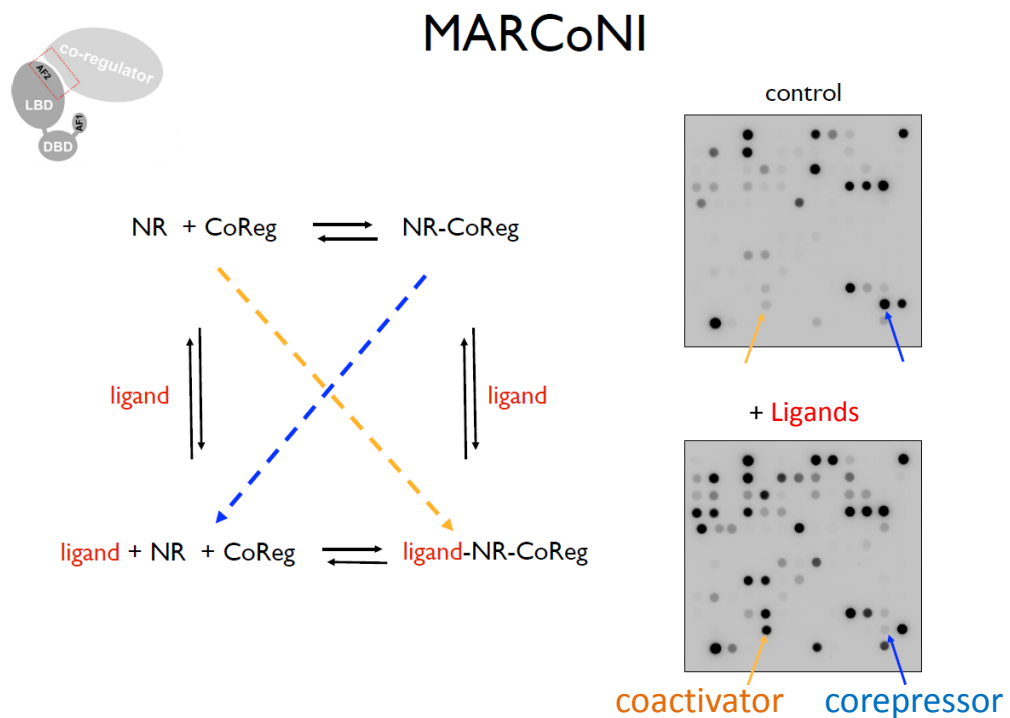 MARCoNI
co-regulator
AF2
LBD
AF1
DBD
control
NR + CoReg
NR-CoReg
ligand
ligand
+ Ligands
ligand + NR + CoReg
ligand-NR-CoReg
coactivator
corepressor